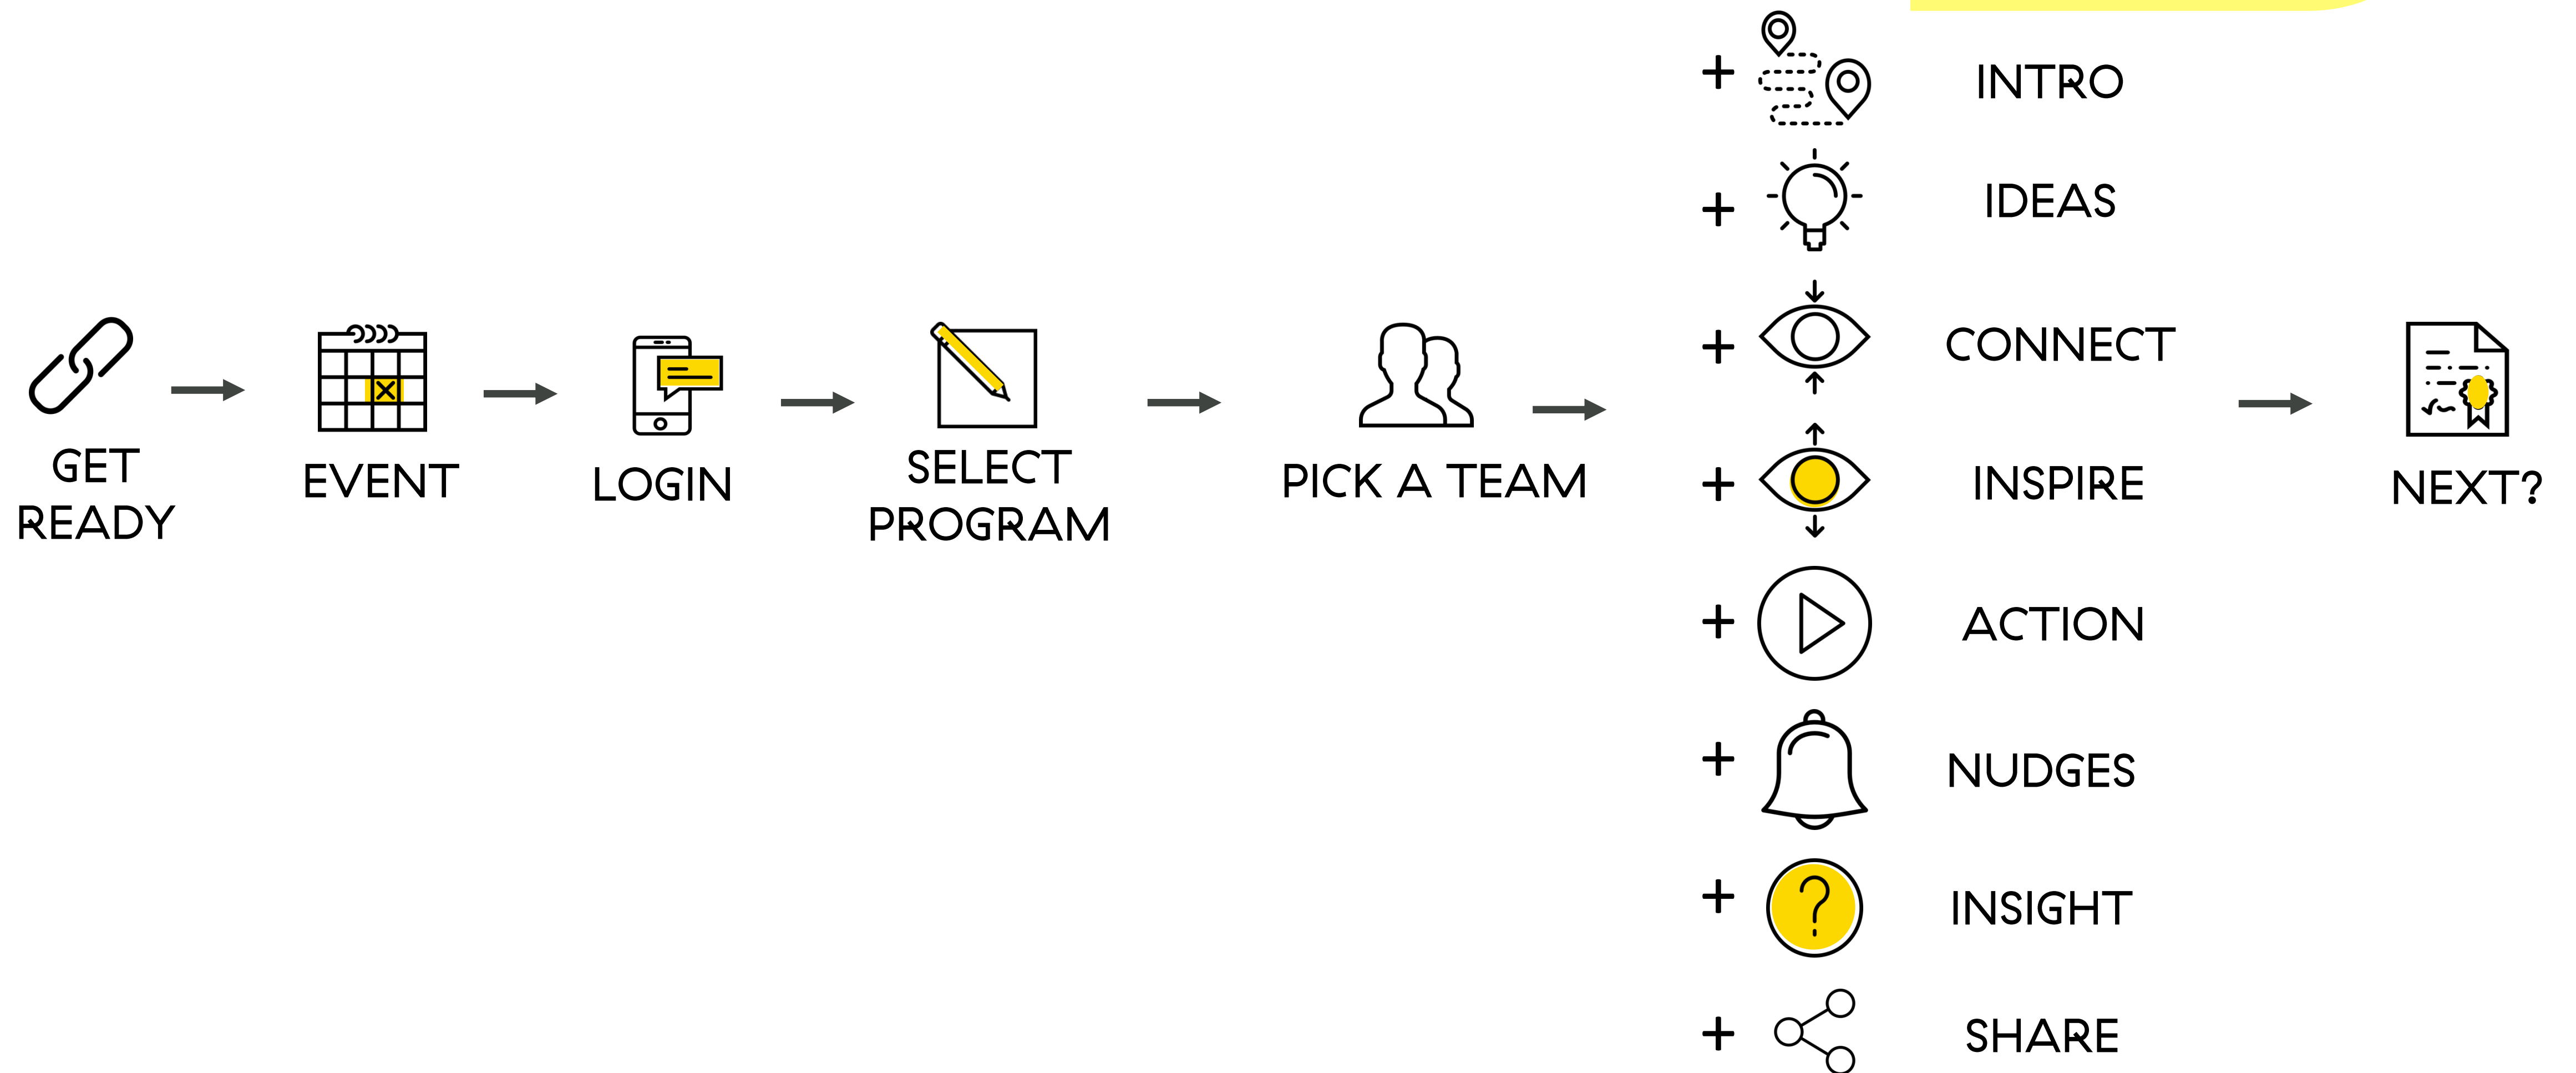 GET
READY
EVENT
LOGIN
SELECT
PROGRAM
PICK A TEAM
+ INTRO
+ IDEAS
+ CONNECT
+ INSPIRE
+ ACTION
+ NUDGES
+ INSIGHT
+ SHARE
NEXT?